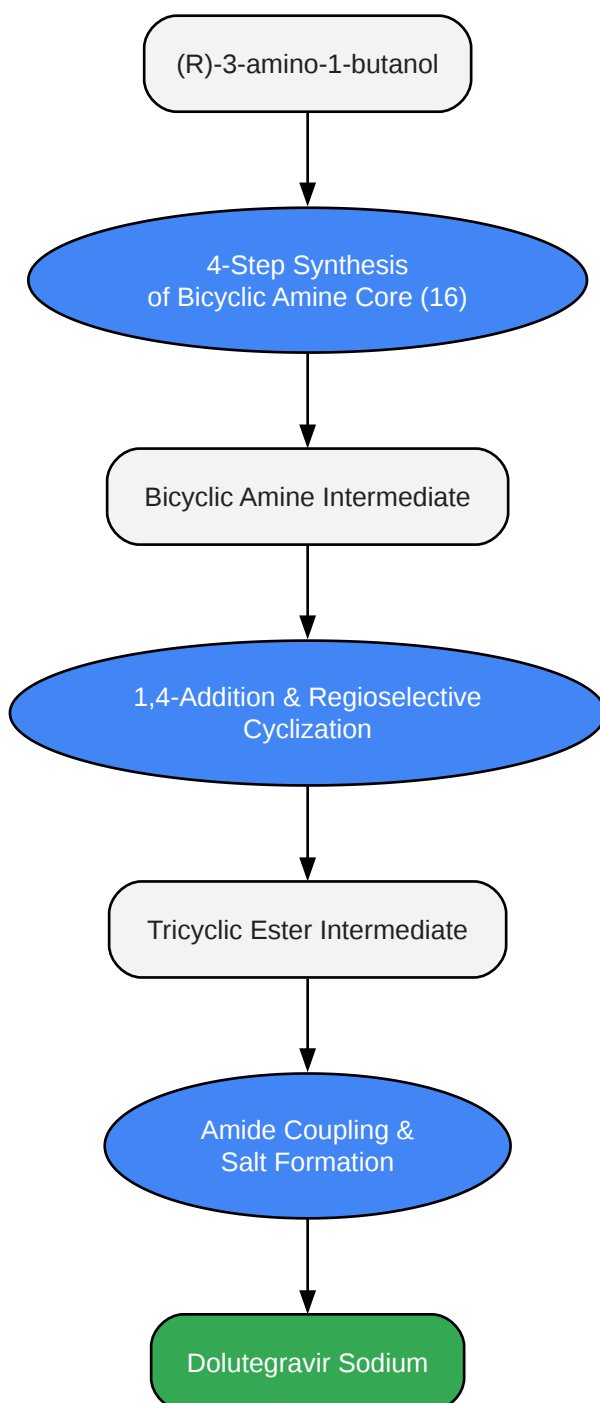 (R)-3-amino-1-butanol
4-Step Synthesis
of Bicyclic Amine Core (16)
Bicyclic Amine Intermediate
1,4-Addition & Regioselective
Cyclization
Tricyclic Ester Intermediate
Amide Coupling &
Salt Formation
Dolutegravir Sodium